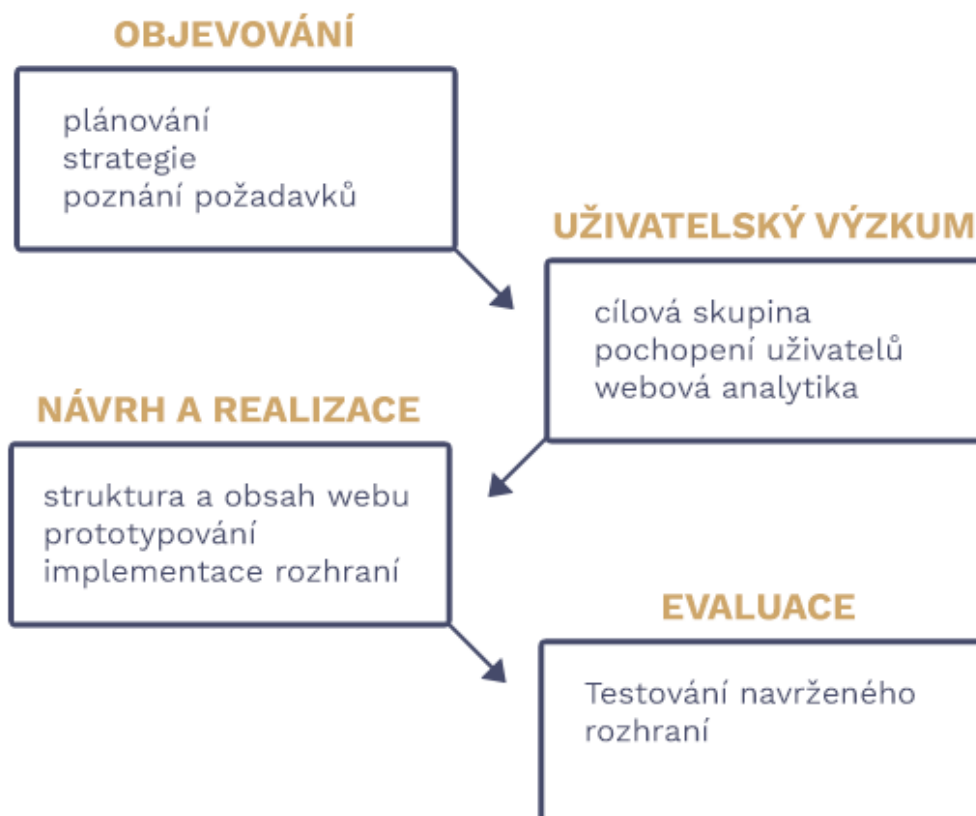 OBJEVOVÁNÍ
plánování
strategie
poznání požadavků
UŽIVATELSKÝ VÝZKUM
cílová skupina
pochopení uživatelů
webová analytika
NÁVRH A REALIZACE
struktura a obsah webu
prototypování
implementace rozhraní
EVALUACE
Testování navrženého
rozhraní